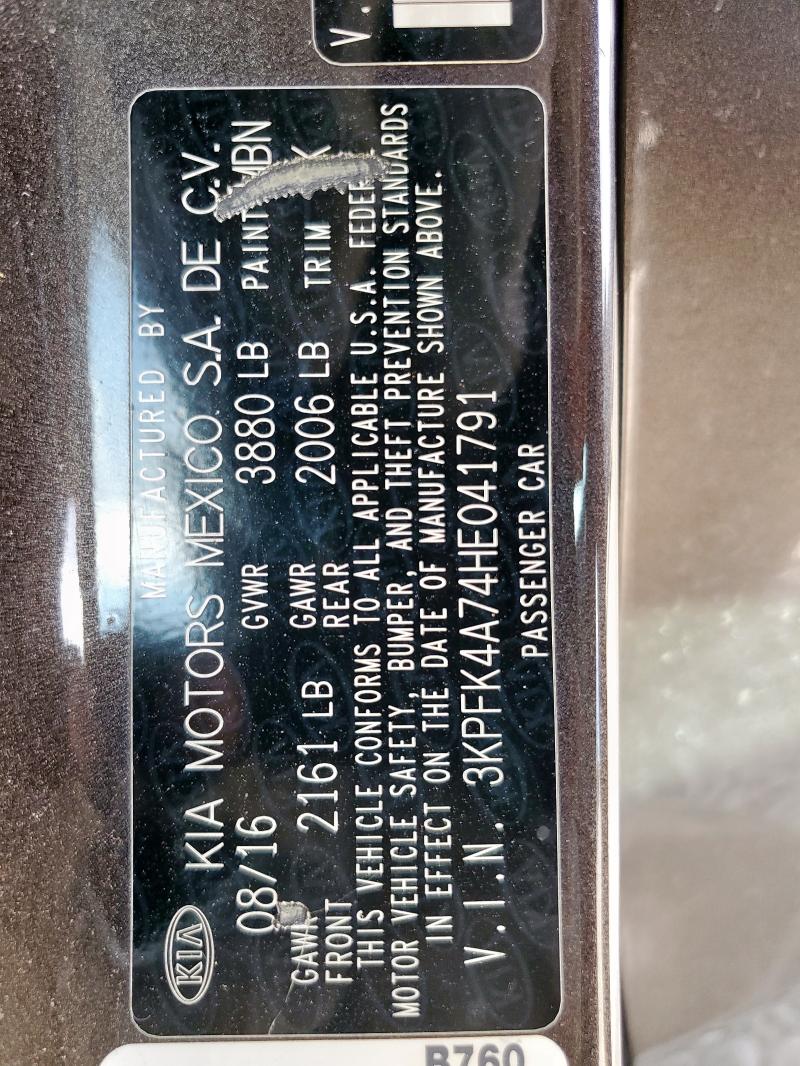 V.
MANUFACTURED BY
KIA KIA MOTORS MEXICO S.A. DE C.V.
08/16 GVWR 3880 LB PAINT
GAWR FRONT 2161 LB GAWR REAR 2006 LB TRIM
THIS VEHICLE CONFORMS TO ALL APPLICABLE U.S.A.
MOTOR VEHICLE SAFETY, BUMPER, AND THEFT PREVENTION STANDARDS
IN EFFECT ON THE DATE OF MANUFACTURE SHOWN ABOVE.
V.I.N. 3KPFK4A74HE041791
PASSENGER CAR
B760